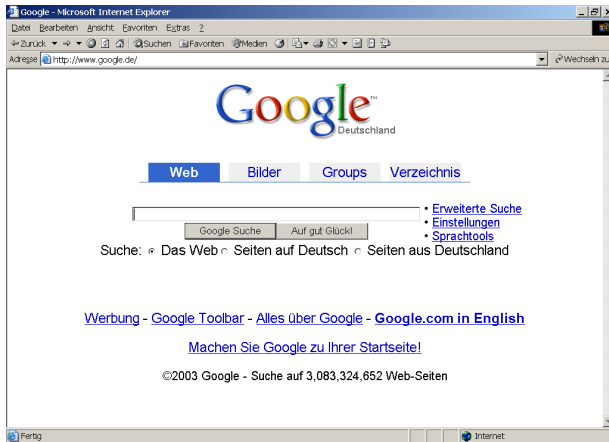 Google - Microsoft Internet Explorer
Datei Bearbeiten Ansicht Favoriten Extras ?
Zurück Suchen Favoriten Medien
Adresse http://www.google.de/ Wechseln zu
Google™
Deutschland
Web Bilder Groups Verzeichnis
• Erweiterte Suche
• Einstellungen
• Sprachtools
Google Suche Auf gut Glück!
Suche: Das Web Seiten auf Deutsch Seiten aus Deutschland
Werbung - Google Toolbar - Alles über Google - Google.com in English
Machen Sie Google zu Ihrer Startseite!
©2003 Google - Suche auf 3,083,324,652 Web-Seiten
Fertig Internet